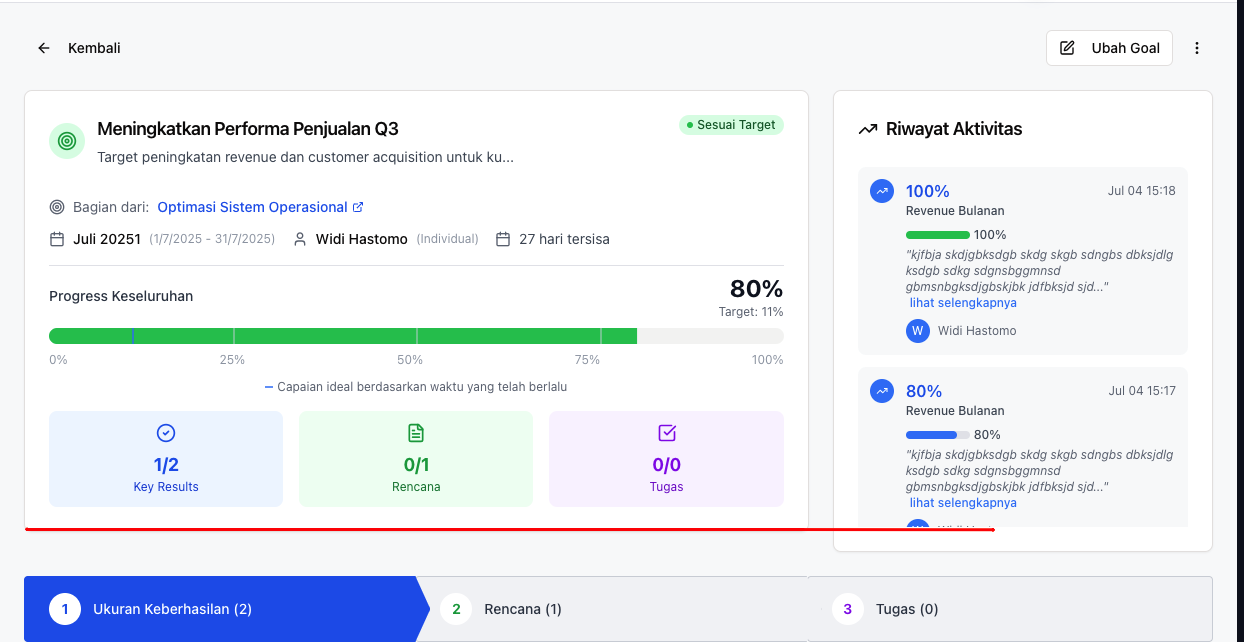 Kembali
Ubah Goal
Meningkatkan Performa Penjualan Q3
Sesuai Target
Target peningkatan revenue dan customer acquisition untuk ku...
Bagian dari: Optimasi Sistem Operasional
Juli 20251 (1/7/2025 - 31/7/2025) Widi Hastomo (Individual) 27 hari tersisa
Progress Keseluruhan
80%
Target: 11%
0% 25% 50% 75% 100%
Capaian ideal berdasarkan waktu yang telah berlalu
1/2
Key Results
0/1
Rencana
0/0
Tugas
Riwayat Aktivitas
100% Jul 04 15:18
Revenue Bulanan
100%
"kjfbja skdjgbksdgb skdg skgb sdngbs dbksjdlg
ksdgb sdkg sdgnsbggmnsd
gbmsnbgksdjgbskjbk jdfbksjd sjd..."
lihat selengkapnya
W Widi Hastomo
80% Jul 04 15:17
Revenue Bulanan
80%
"kjfbja skdjgbksdgb skdg skgb sdngbs dbksjdlg
ksdgb sdkg sdgnsbggmnsd
gbmsnbgksdjgbskjbk jdfbksjd sjd..."
lihat selengkapnya
1 Ukuran Keberhasilan (2)
2 Rencana (1)
3 Tugas (0)